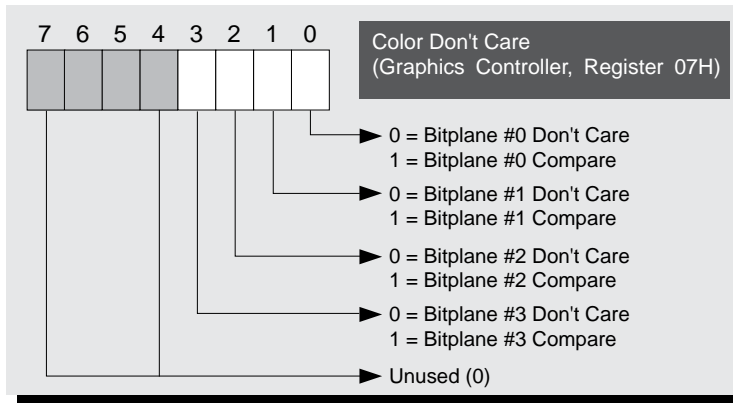 7 6 5 4 3 2 1 0
Color Don't Care
(Graphics Controller, Register 07H)
0 = Bitplane #0 Don't Care
1 = Bitplane #0 Compare
0 = Bitplane #1 Don't Care
1 = Bitplane #1 Compare
0 = Bitplane #2 Don't Care
1 = Bitplane #2 Compare
0 = Bitplane #3 Don't Care
1 = Bitplane #3 Compare
Unused (0)